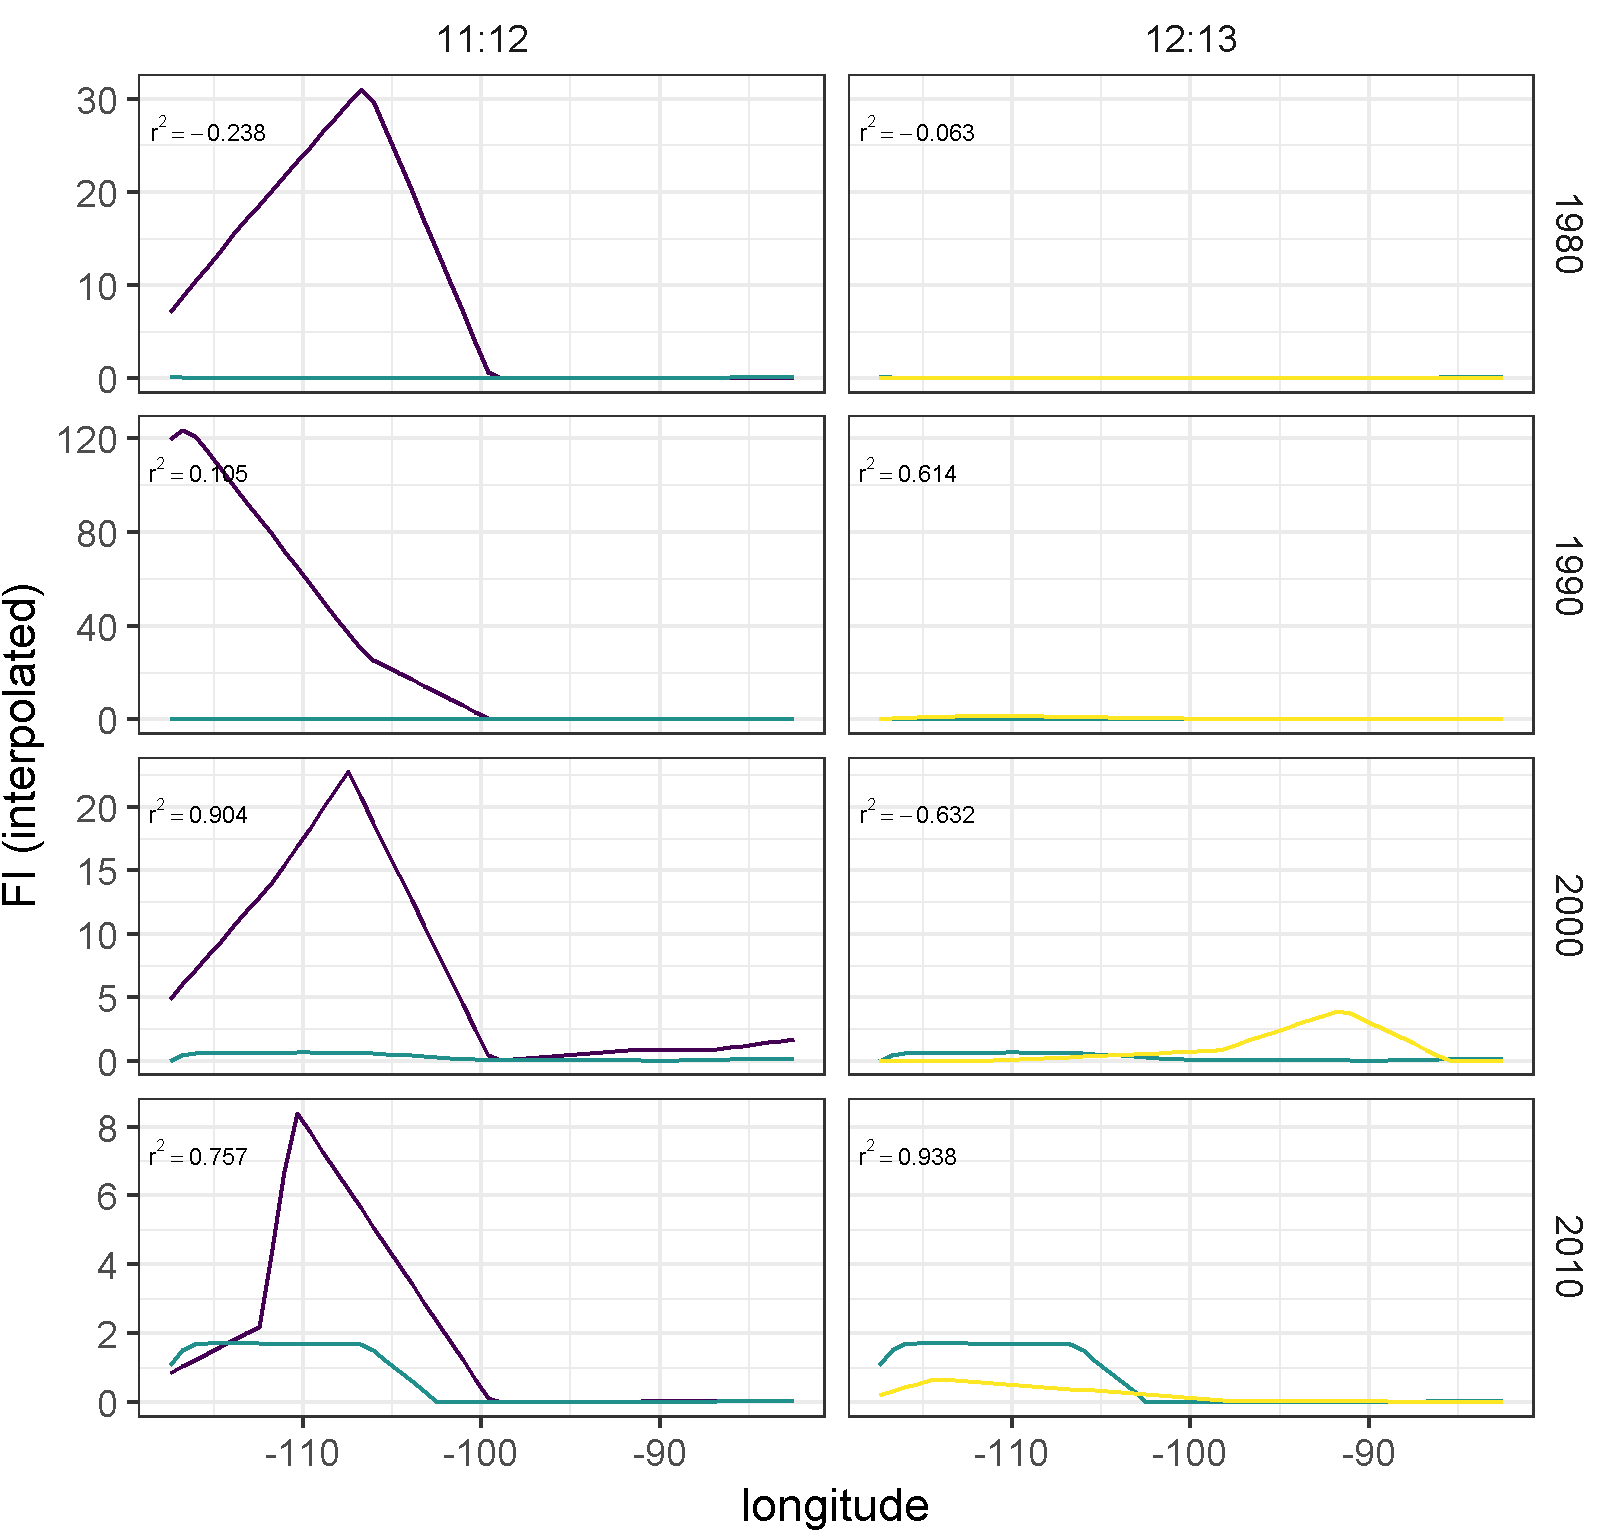 11:12 12:13
30
20
10
0
r² = −0.238
r² = −0.063
1980
120
80
40
0
r² = 0.105
r² = 0.614
1990
20
15
10
5
0
r² = 0.904
r² = −0.632
2000
8
6
4
2
0
r² = 0.757
r² = 0.938
2010
FI (interpolated)
-110 -100 -90 -110 -100 -90
longitude